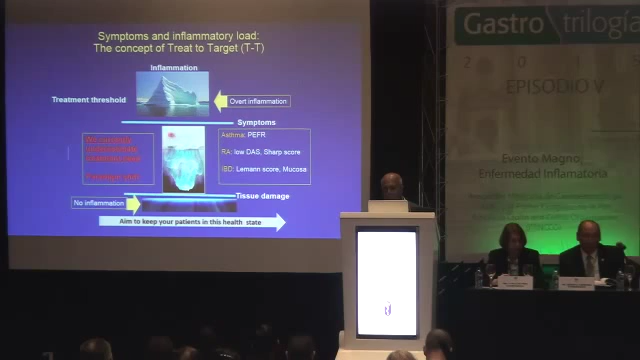 Symptoms and inflammatory load:
The concept of Treat to Target (T-T)
Inflammation
Treatment threshold
Overt inflammation
Symptoms
Asthma: PEFR
RA: low DAS, Sharp score
IBD: Lemann score, Mucosa
Tissue damage
No inflammation
Aim to keep your patients in this health state
Gastro trilogía
2 0 1 5
EPISODIO V
Evento Magno,
Enfermedad Inflamatoria